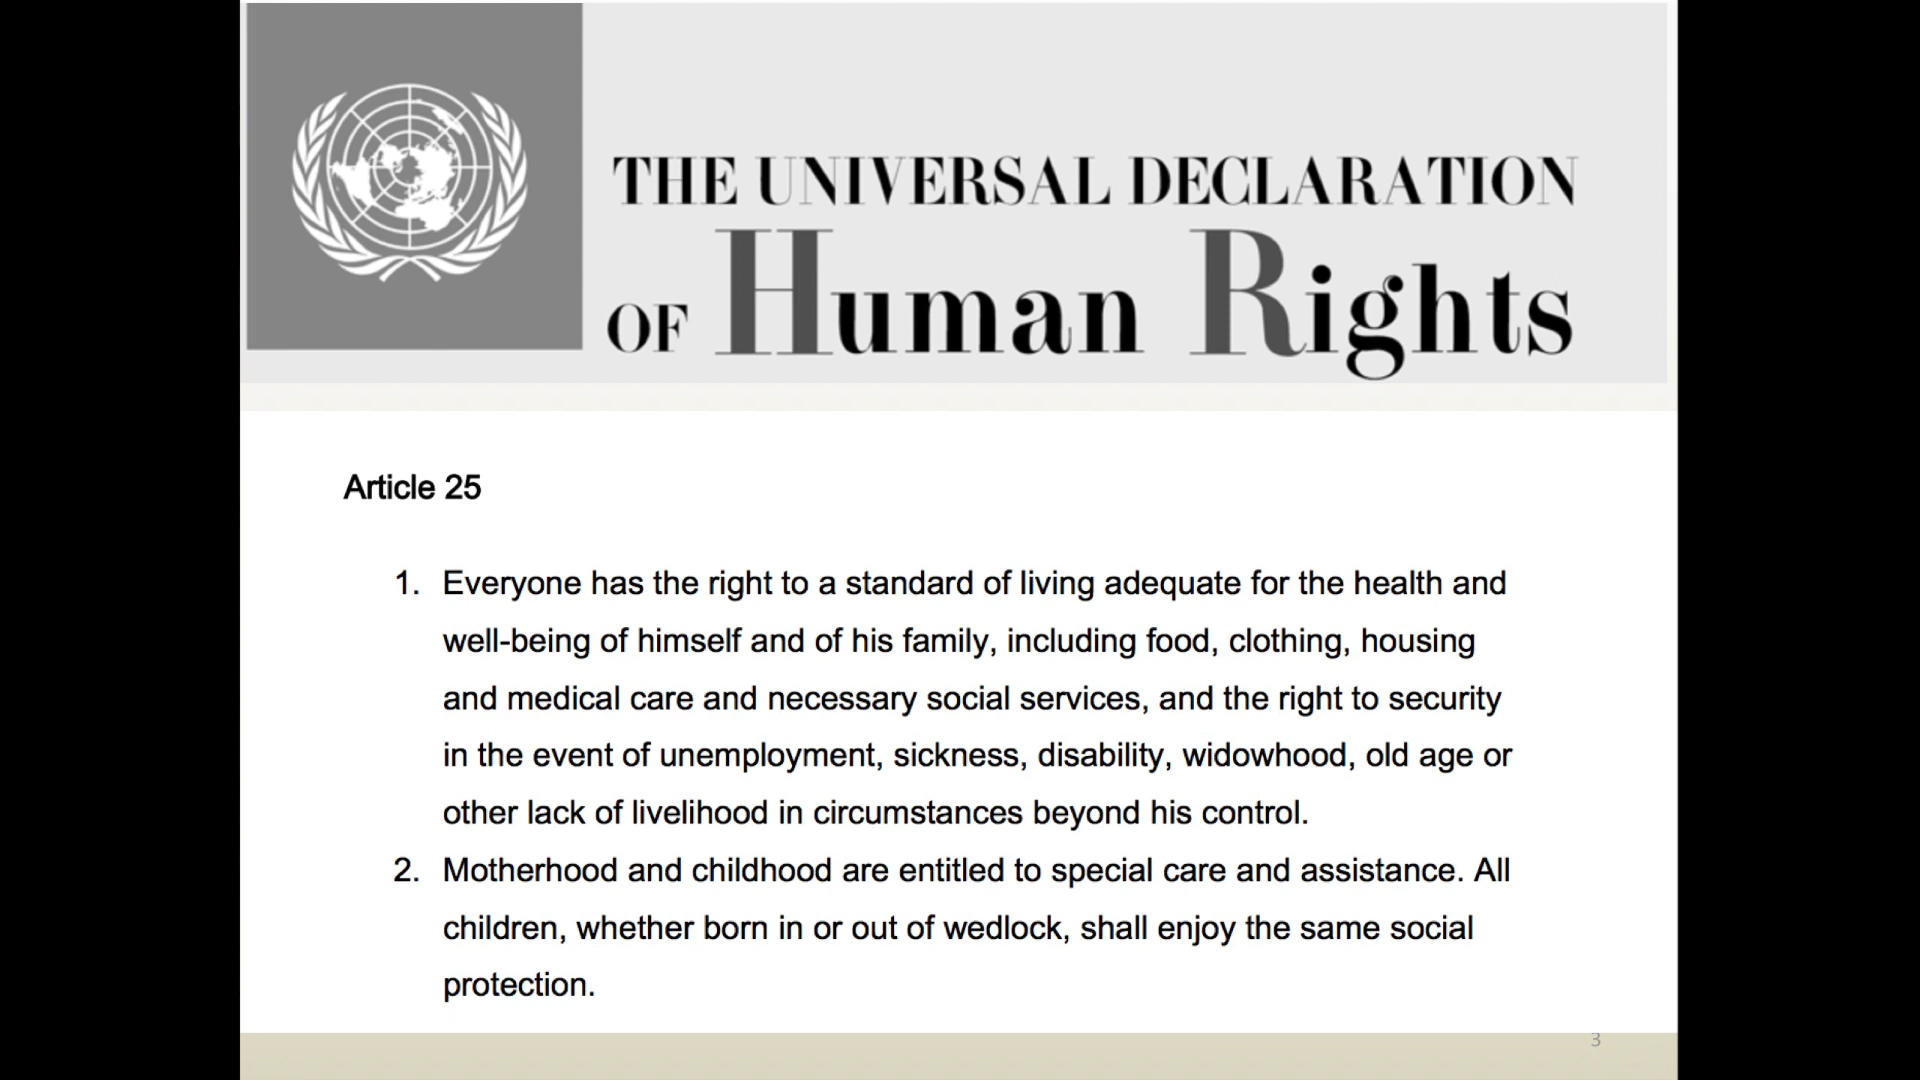 THE UNIVERSAL DECLARATION
OF Human Rights
Article 25
1. Everyone has the right to a standard of living adequate for the health and
well-being of himself and of his family, including food, clothing, housing
and medical care and necessary social services, and the right to security
in the event of unemployment, sickness, disability, widowhood, old age or
other lack of livelihood in circumstances beyond his control.
2. Motherhood and childhood are entitled to special care and assistance. All
children, whether born in or out of wedlock, shall enjoy the same social
protection.
3